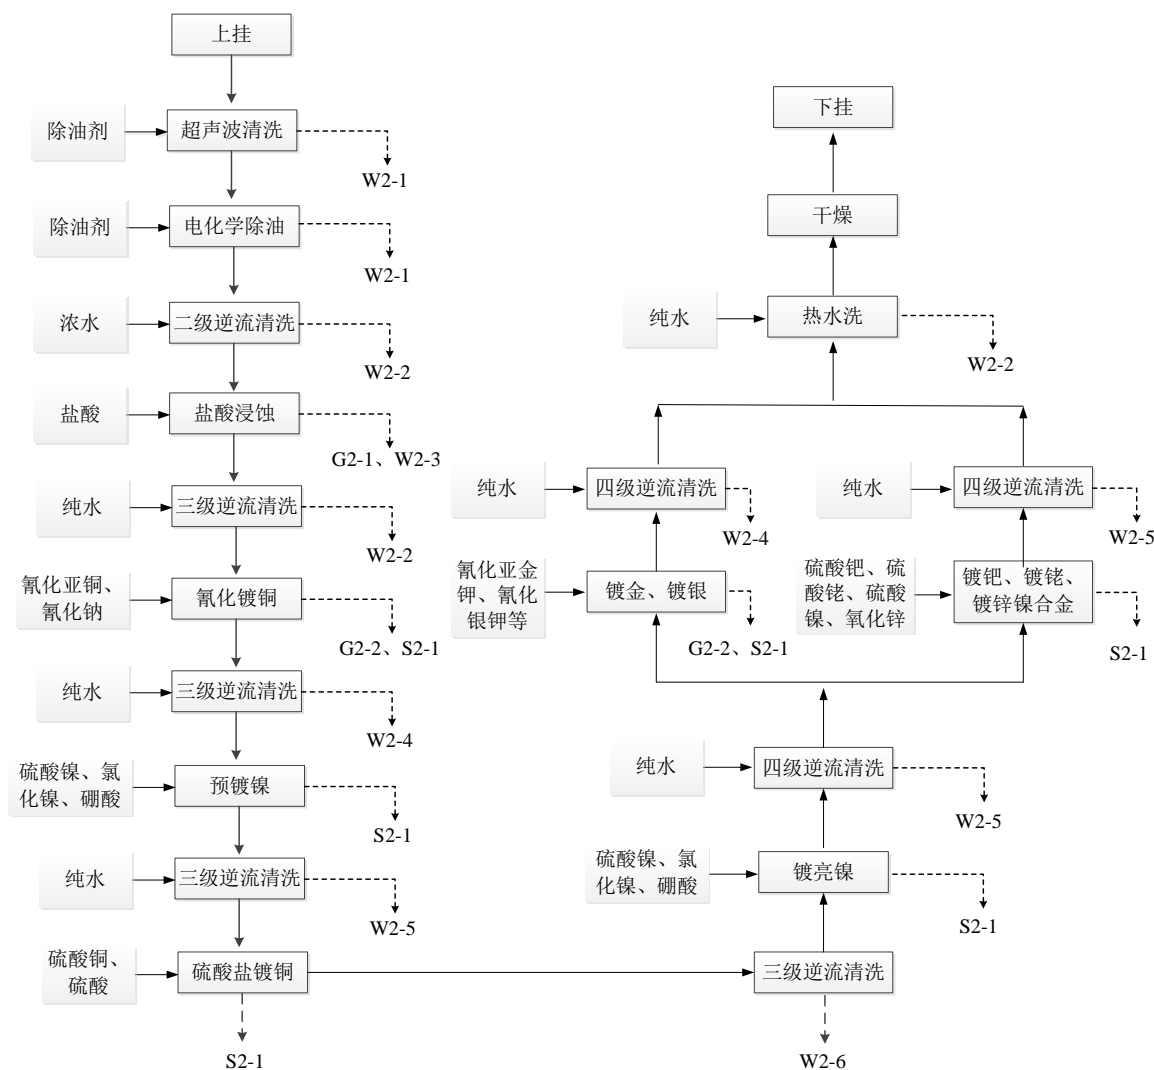 上挂
除油剂
超声波清洗
W2-1
除油剂
电化学除油
W2-1
浓水
二级逆流清洗
W2-2
盐酸
盐酸浸蚀
G2-1、W2-3
纯水
三级逆流清洗
W2-2
氰化亚铜、
氰化钠
氰化镀铜
G2-2、S2-1
纯水
三级逆流清洗
W2-4
硫酸镍、氯
化镍、硼酸
预镀镍
S2-1
纯水
三级逆流清洗
W2-5
硫酸铜、
硫酸
硫酸盐镀铜
S2-1
下挂
干燥
纯水
热水洗
W2-2
纯水
四级逆流清洗
W2-4
纯水
四级逆流清洗
W2-5
氰化亚金
钾、氰化
银钾等
镀金、镀银
G2-2、S2-1
硫酸钯、硫
酸铑、硫酸
镍、氧化锌
镀钯、镀铑、
镀锌镍合金
S2-1
纯水
四级逆流清洗
W2-5
硫酸镍、氯
化镍、硼酸
镀亮镍
S2-1
三级逆流清洗
W2-6